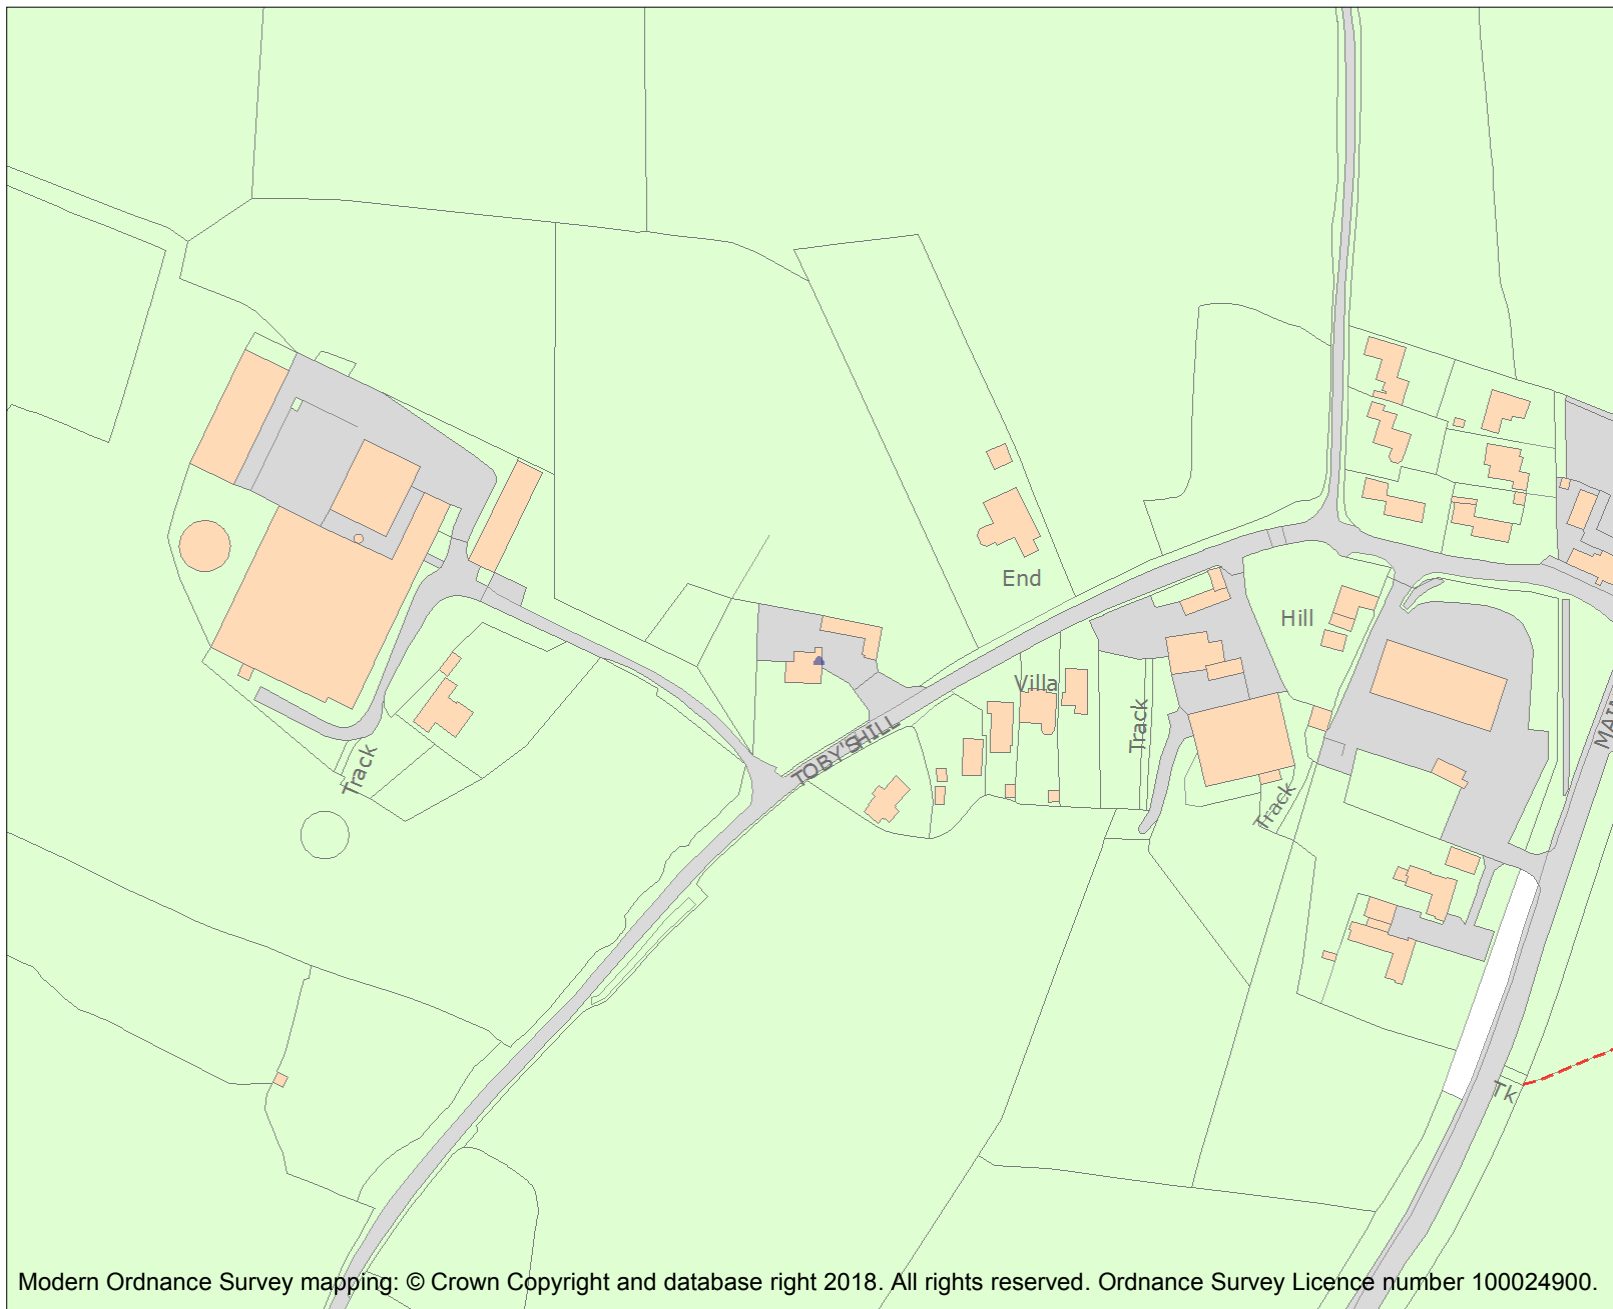 End
Hill
Villa
Track
MAIN
TOBY'S HILL
Track
Track
Tk
Modern Ordnance Survey mapping: © Crown Copyright and database right 2018. All rights reserved. Ordnance Survey Licence number 100024900.